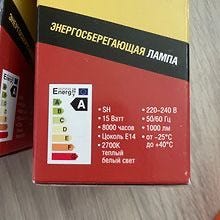 ЭНЕРГОСБЕРЕГАЮЩАЯ ЛАМПА
Energy
A
A
• SH
• 15 Ватт
• 8000 часов
• Цоколь E14
• 2700K
теплый
белый свет
• 220-240 В
• 50/60 Гц
• 1000 лм
• от -25°C
до +40°C